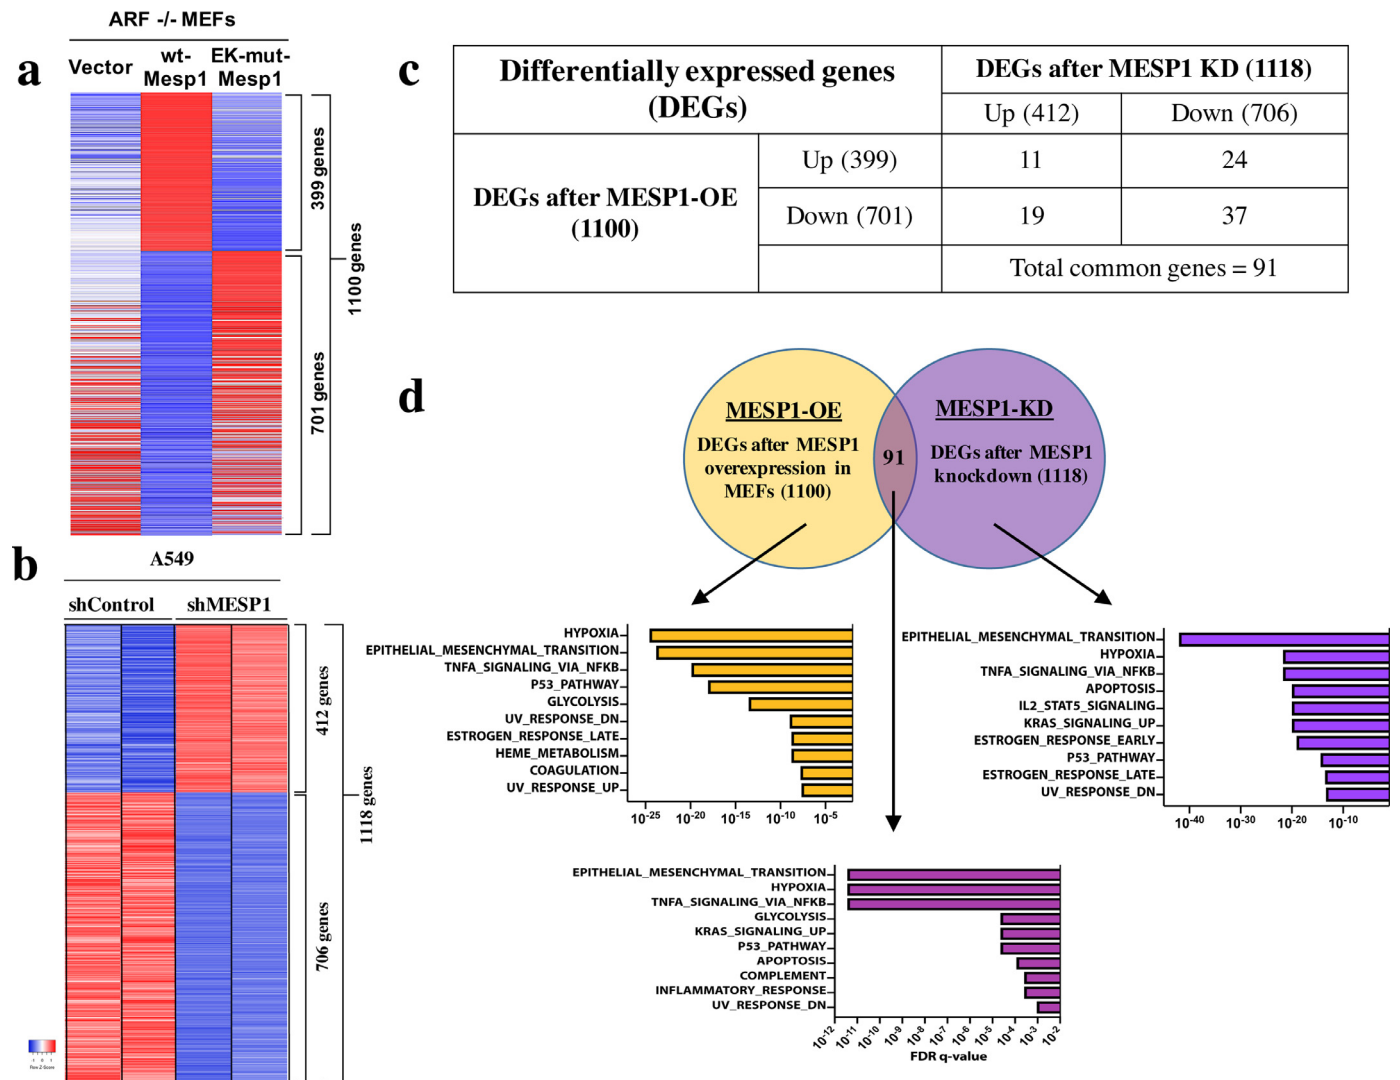 a
ARF -/- MEFs
Vector
wt-
Mesp1
EK-mut-
Mesp1
399 genes
701 genes
1100 genes
b
A549
shControl
shMESP1
412 genes
706 genes
1118 genes
-1 0 1
Row Z-Score
c
Differentially expressed genes
(DEGs)
DEGs after MESP1 KD (1118)
Up (412)
Down (706)
DEGs after MESP1-OE
(1100)
Up (399)
11
24
Down (701)
19
37
Total common genes = 91
d
MESP1-OE
DEGs after MESP1
overexpression in
MEFs (1100)
91
MESP1-KD
DEGs after MESP1
knockdown (1118)
HYPOXIA
EPITHELIAL_MESENCHYMAL_TRANSITION
TNFA_SIGNALING_VIA_NFKB
P53_PATHWAY
GLYCOLYSIS
UV_RESPONSE_DN
ESTROGEN_RESPONSE_LATE
HEME_METABOLISM
COAGULATION
UV_RESPONSE_UP
10-25 10-20 10-15 10-10 10-5
EPITHELIAL_MESENCHYMAL_TRANSITION
HYPOXIA
TNFA_SIGNALING_VIA_NFKB
APOPTOSIS
IL2_STAT5_SIGNALING
KRAS_SIGNALING_UP
ESTROGEN_RESPONSE_EARLY
P53_PATHWAY
ESTROGEN_RESPONSE_LATE
UV_RESPONSE_DN
10-40 10-30 10-20 10-10
EPITHELIAL_MESENCHYMAL_TRANSITION
HYPOXIA
TNFA_SIGNALING_VIA_NFKB
GLYCOLYSIS
KRAS_SIGNALING_UP
P53_PATHWAY
APOPTOSIS
COMPLEMENT
INFLAMMATORY_RESPONSE
UV_RESPONSE_DN
10-12 10-11 10-10 10-9 10-8 10-7 10-6 10-5 10-4 10-3 10-2
FDR q-value